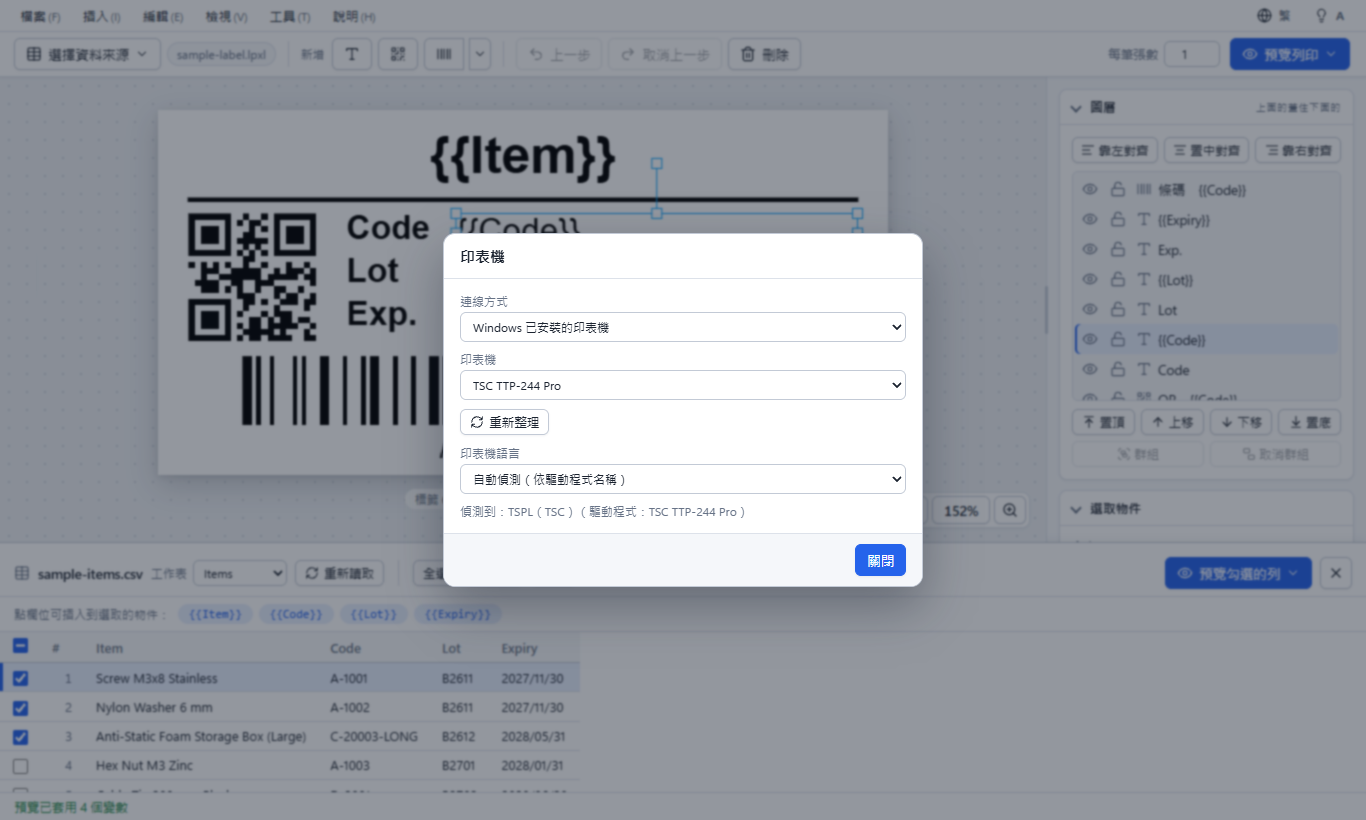 檔案(F) 插入(I) 編輯(E) 檢視(V) 工具(T) 說明(H) 繁 A
選擇資料來源 sample-label.lpxl 新增 T 上一步 取消上一步 刪除 每筆張數 1 預覽列印
{{Item}}
Code {{Code}}
Lot
Exp.
圖層 上面的蓋住下面的
靠左對齊 置中對齊 靠右對齊
條碼 {{Code}}
{{Expiry}}
Exp.
{{Lot}}
Lot
{{Code}}
Code
QR {{Code}}
置頂 上移 下移 置底
群組 取消群組
選取物件
標籤
152%
印表機
連線方式
Windows 已安裝的印表機
印表機
TSC TTP-244 Pro
重新整理
印表機語言
自動偵測（依驅動程式名稱）
偵測到：TSPL（TSC）（驅動程式：TSC TTP-244 Pro）
關閉
sample-items.csv 工作表 Items 重新讀取 預覽勾選的列
點欄位可插入到選取的物件： {{Item}} {{Code}} {{Lot}} {{Expiry}}
# Item Code Lot Expiry
1 Screw M3x8 Stainless A-1001 B2611 2027/11/30
2 Nylon Washer 6 mm A-1002 B2611 2027/11/30
3 Anti-Static Foam Storage Box (Large) C-20003-LONG B2612 2028/05/31
4 Hex Nut M3 Zinc A-1003 B2701 2028/01/31
預覽已套用 4 個變數